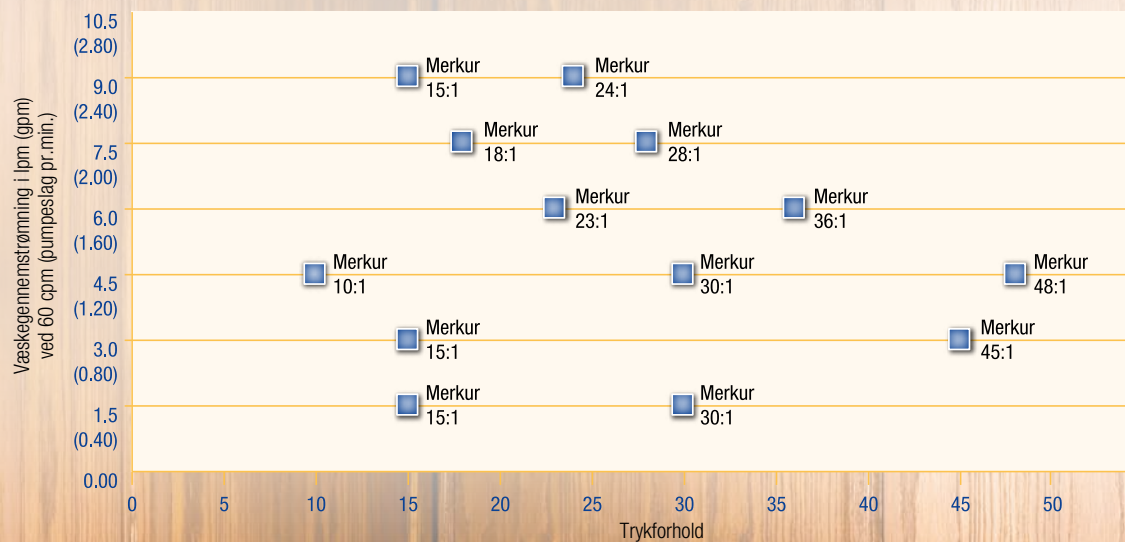 Væskegennemstrømning i lpm (gpm)
ved 60 cpm (pumpeslag pr.min.)
10.5
(2.80)
9.0
(2.40)
7.5
(2.00)
6.0
(1.60)
4.5
(1.20)
3.0
(0.80)
1.5
(0.40)
0.00
Merkur
15:1
Merkur
24:1
Merkur
18:1
Merkur
28:1
Merkur
23:1
Merkur
36:1
Merkur
10:1
Merkur
30:1
Merkur
48:1
Merkur
15:1
Merkur
45:1
Merkur
15:1
Merkur
30:1
0 5 10 15 20 25 30 35 40 45 50
Trykforhold